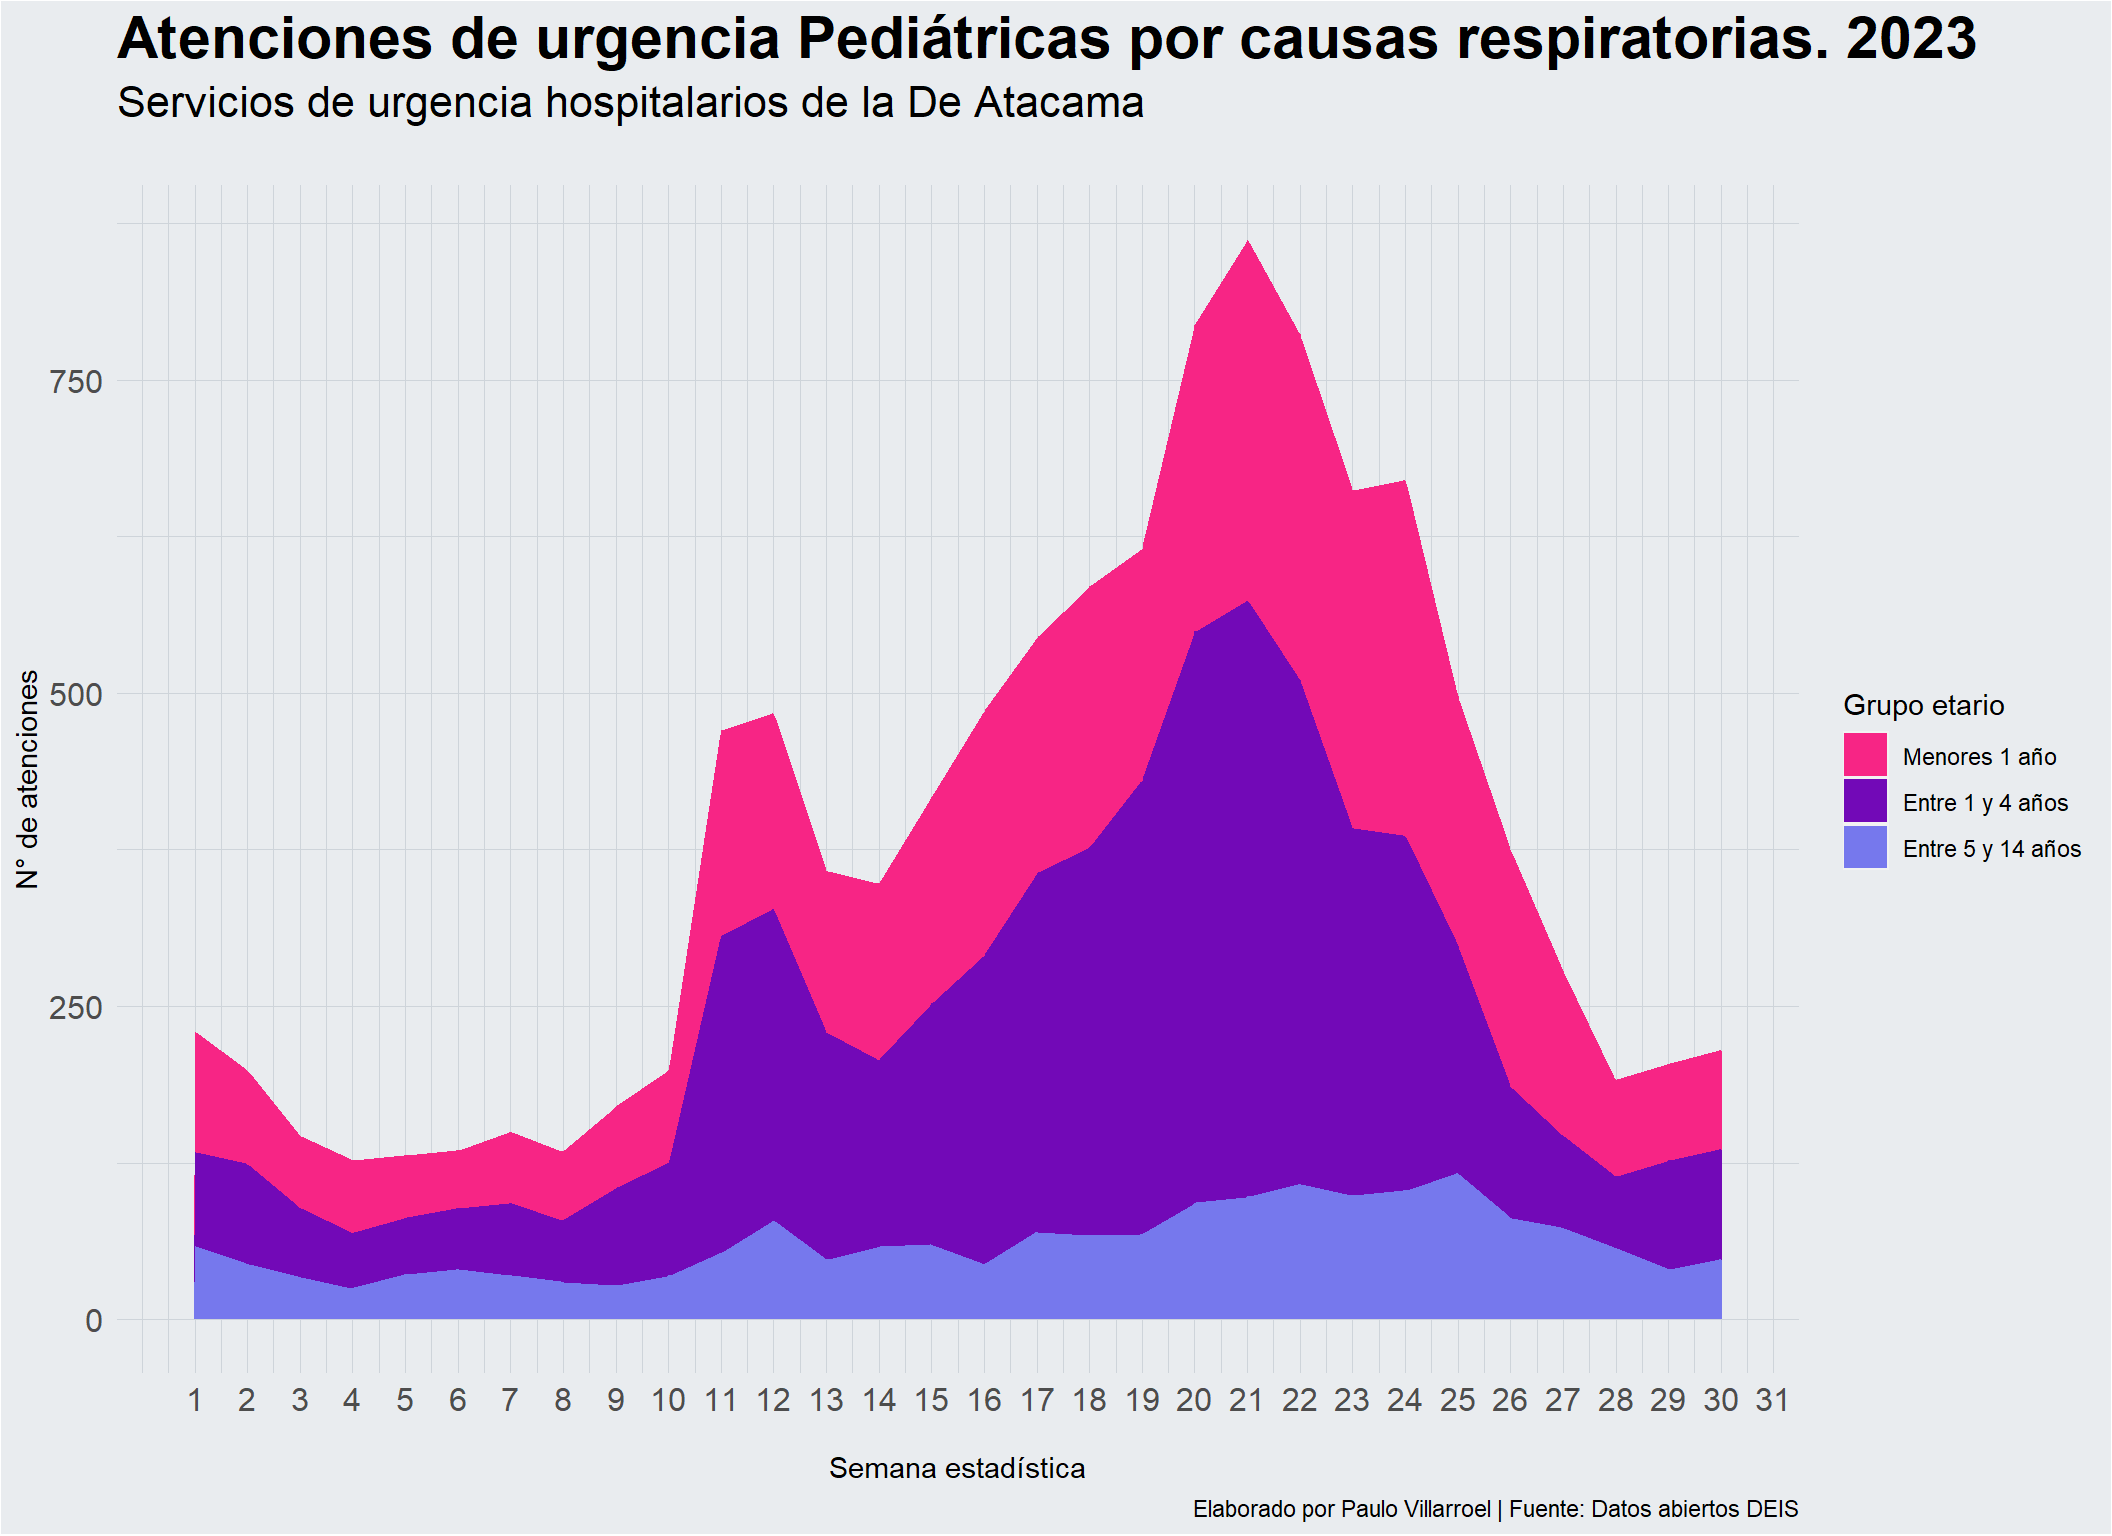 Atenciones de urgencia Pediátricas por causas respiratorias. 2023
Servicios de urgencia hospitalarios de la De Atacama
N° de atenciones
750
500
250
0
1 2 3 4 5 6 7 8 9 10 11 12 13 14 15 16 17 18 19 20 21 22 23 24 25 26 27 28 29 30 31
Semana estadística
Grupo etario
Menores 1 año
Entre 1 y 4 años
Entre 5 y 14 años
Elaborado por Paulo Villarroel | Fuente: Datos abiertos DEIS